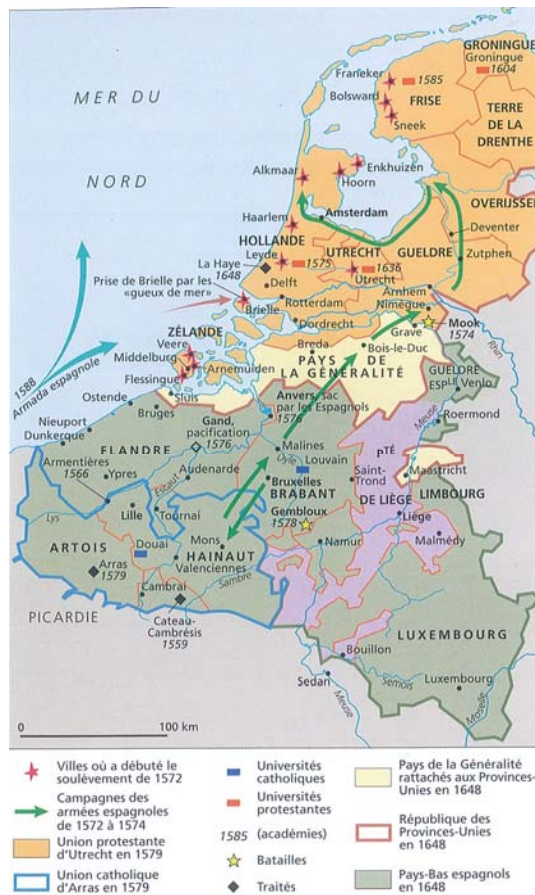 GRONINGUE
Groningue
1604
Franeker
1585
MER DU
NORD
Bolsward
FRISE
Sneek
TERRE
DE LA
DRENTHE
Enkhuizen
Alkmaar
Hoorn
OVERIJSSEL
Amsterdam
Haarlem
Deventer
HOLLANDE
UTRECHT
GUELDRE
La Haye
1648
Leyde
1575
1636
Utrecht
Zutphen
Delft
Prise de Brielle par les
«gueux de mer»
Arnhem
Rotterdam
Nimègue
Brielle
Dordrecht
Mook
1574
Grave
ZÉLANDE
Veere
Breda
Bois-le-Duc
Rhin
PAYS DE
LA GÉNÉRALITÉ
Middelburg
Arnemuiden
1588
Armada espagnole
Flessingue
GUELDRE
ESPLE
Venlo
Sluis
Anvers, sac
par les Espagnols
1576
Ostende
Bruges
Meuse
Nieuport
Dunkerque
Gand,
pacification
1576
Roermond
FLANDRE
Malines
PTÉ
DE LIÈGE
Dyle
Louvain
Armentières
1566
Escaut
Audenarde
Saint-
Trond
Maastricht
Ypres
Bruxelles
BRABANT
LIMBOURG
Lys
Lille
Tournai
Gembloux
1578
Liège
Mons
ARTOIS
Douai
HAINAUT
Namur
Malmédy
Arras
1579
Valenciennes
Sambre
Cambrai
PICARDIE
Cateau-
Cambrésis
1559
LUXEMBOURG
Bouillon
Sedan
Semois
Luxembourg
Meuse
Moselle
0
100 km
Villes où a débuté le
soulèvement de 1572
Campagnes des
armées espagnoles
de 1572 à 1574
Union protestante
d'Utrecht en 1579
Union catholique
d'Arras en 1579
Universités
catholiques
Universités
protestantes
1585 (académies)
Batailles
Traités
Pays de la Généralité
rattachés aux Provinces-
Unies en 1648
République des
Provinces-Unies
en 1648
Pays-Bas espagnols
en 1648